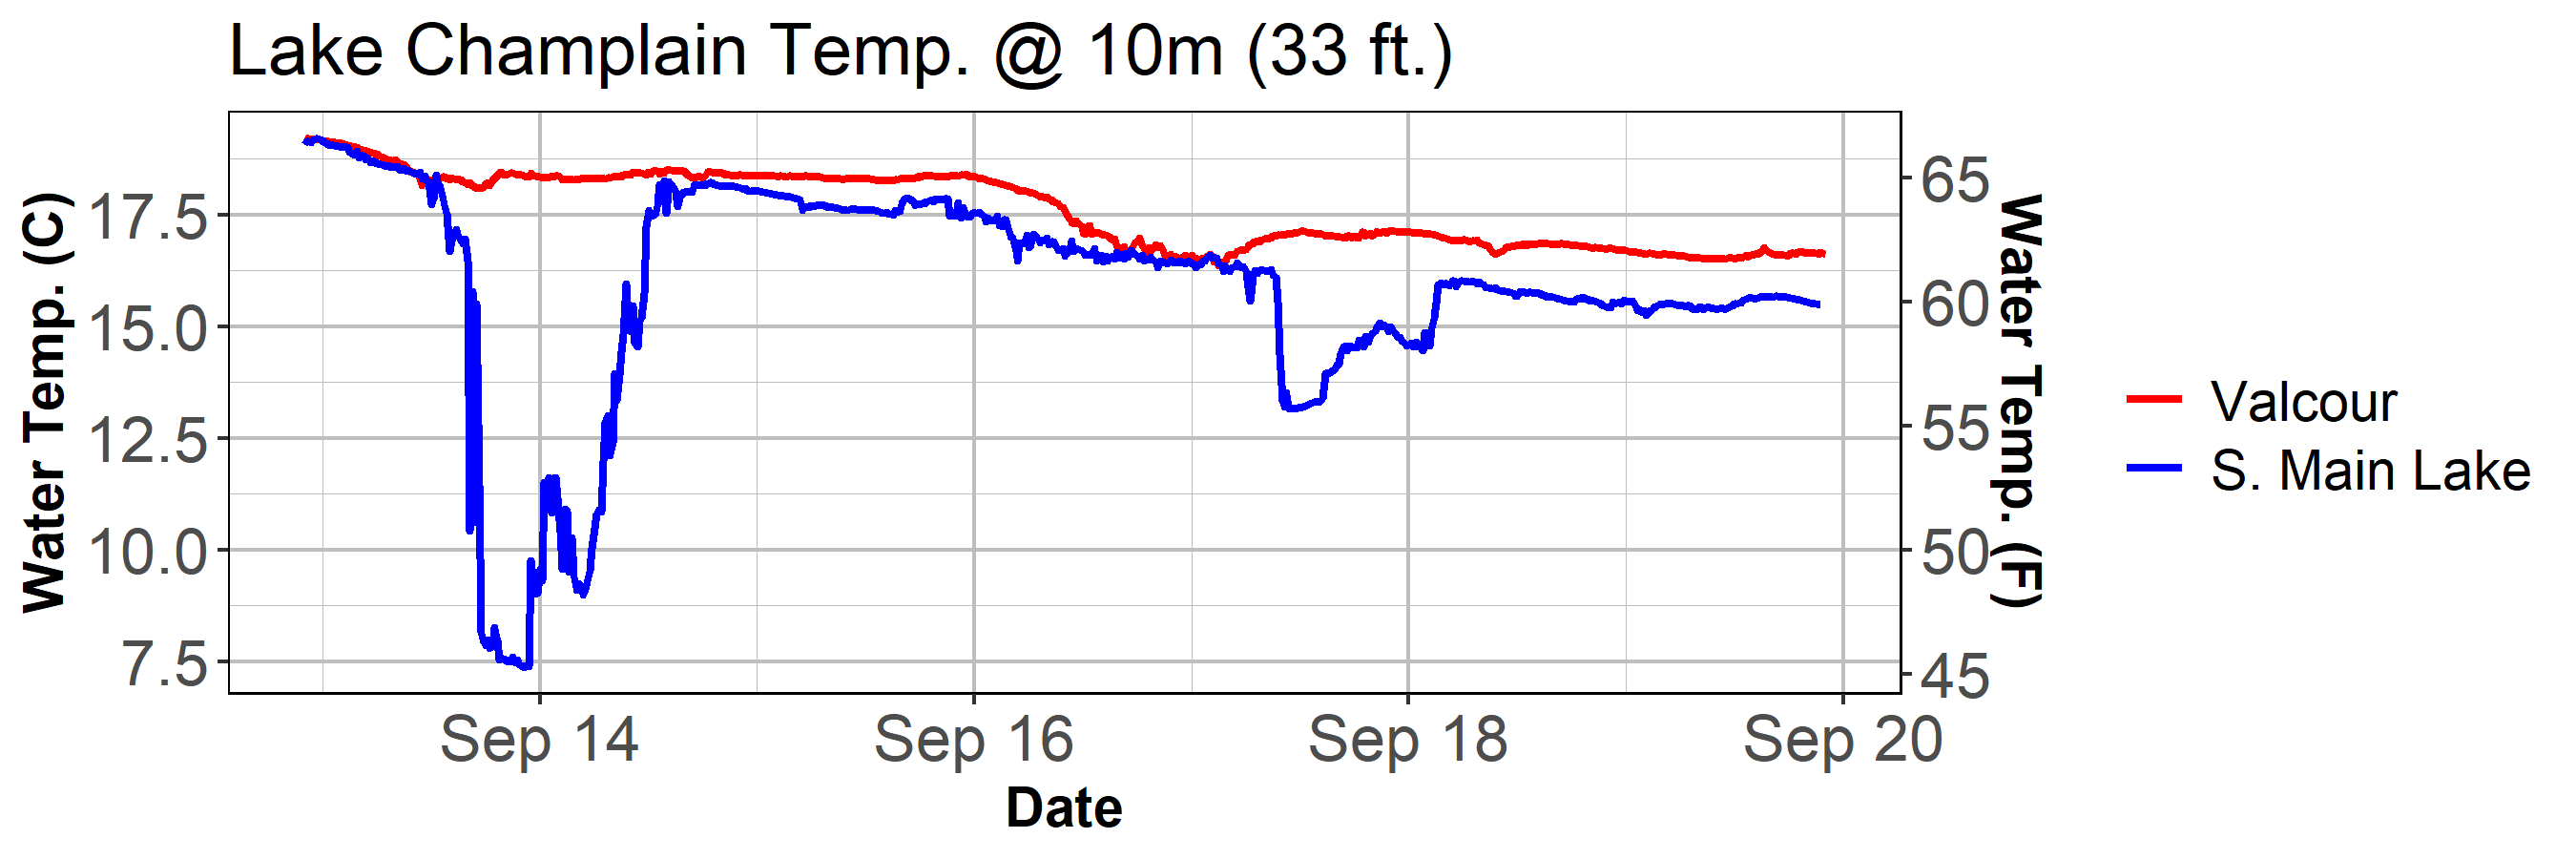 Lake Champlain Temp. @ 10m (33 ft.)
Water Temp. (C)
17.5
15.0
12.5
10.0
7.5
65
60
55
50
45
Water Temp. (F)
Sep 14
Sep 16
Sep 18
Sep 20
Date
Valcour
S. Main Lake